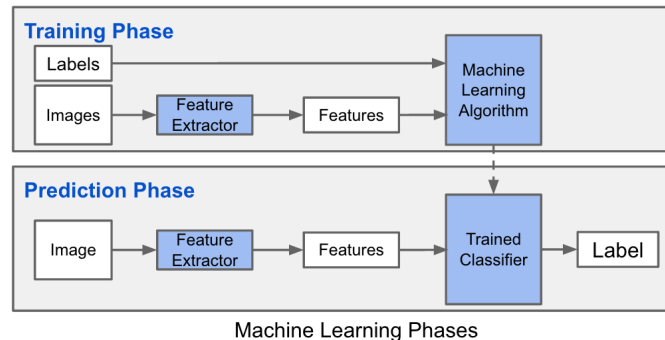 Training Phase
Labels
Images
Feature
Extractor
Features
Machine
Learning
Algorithm
Prediction Phase
Image
Feature
Extractor
Features
Trained
Classifier
Label
Machine Learning Phases